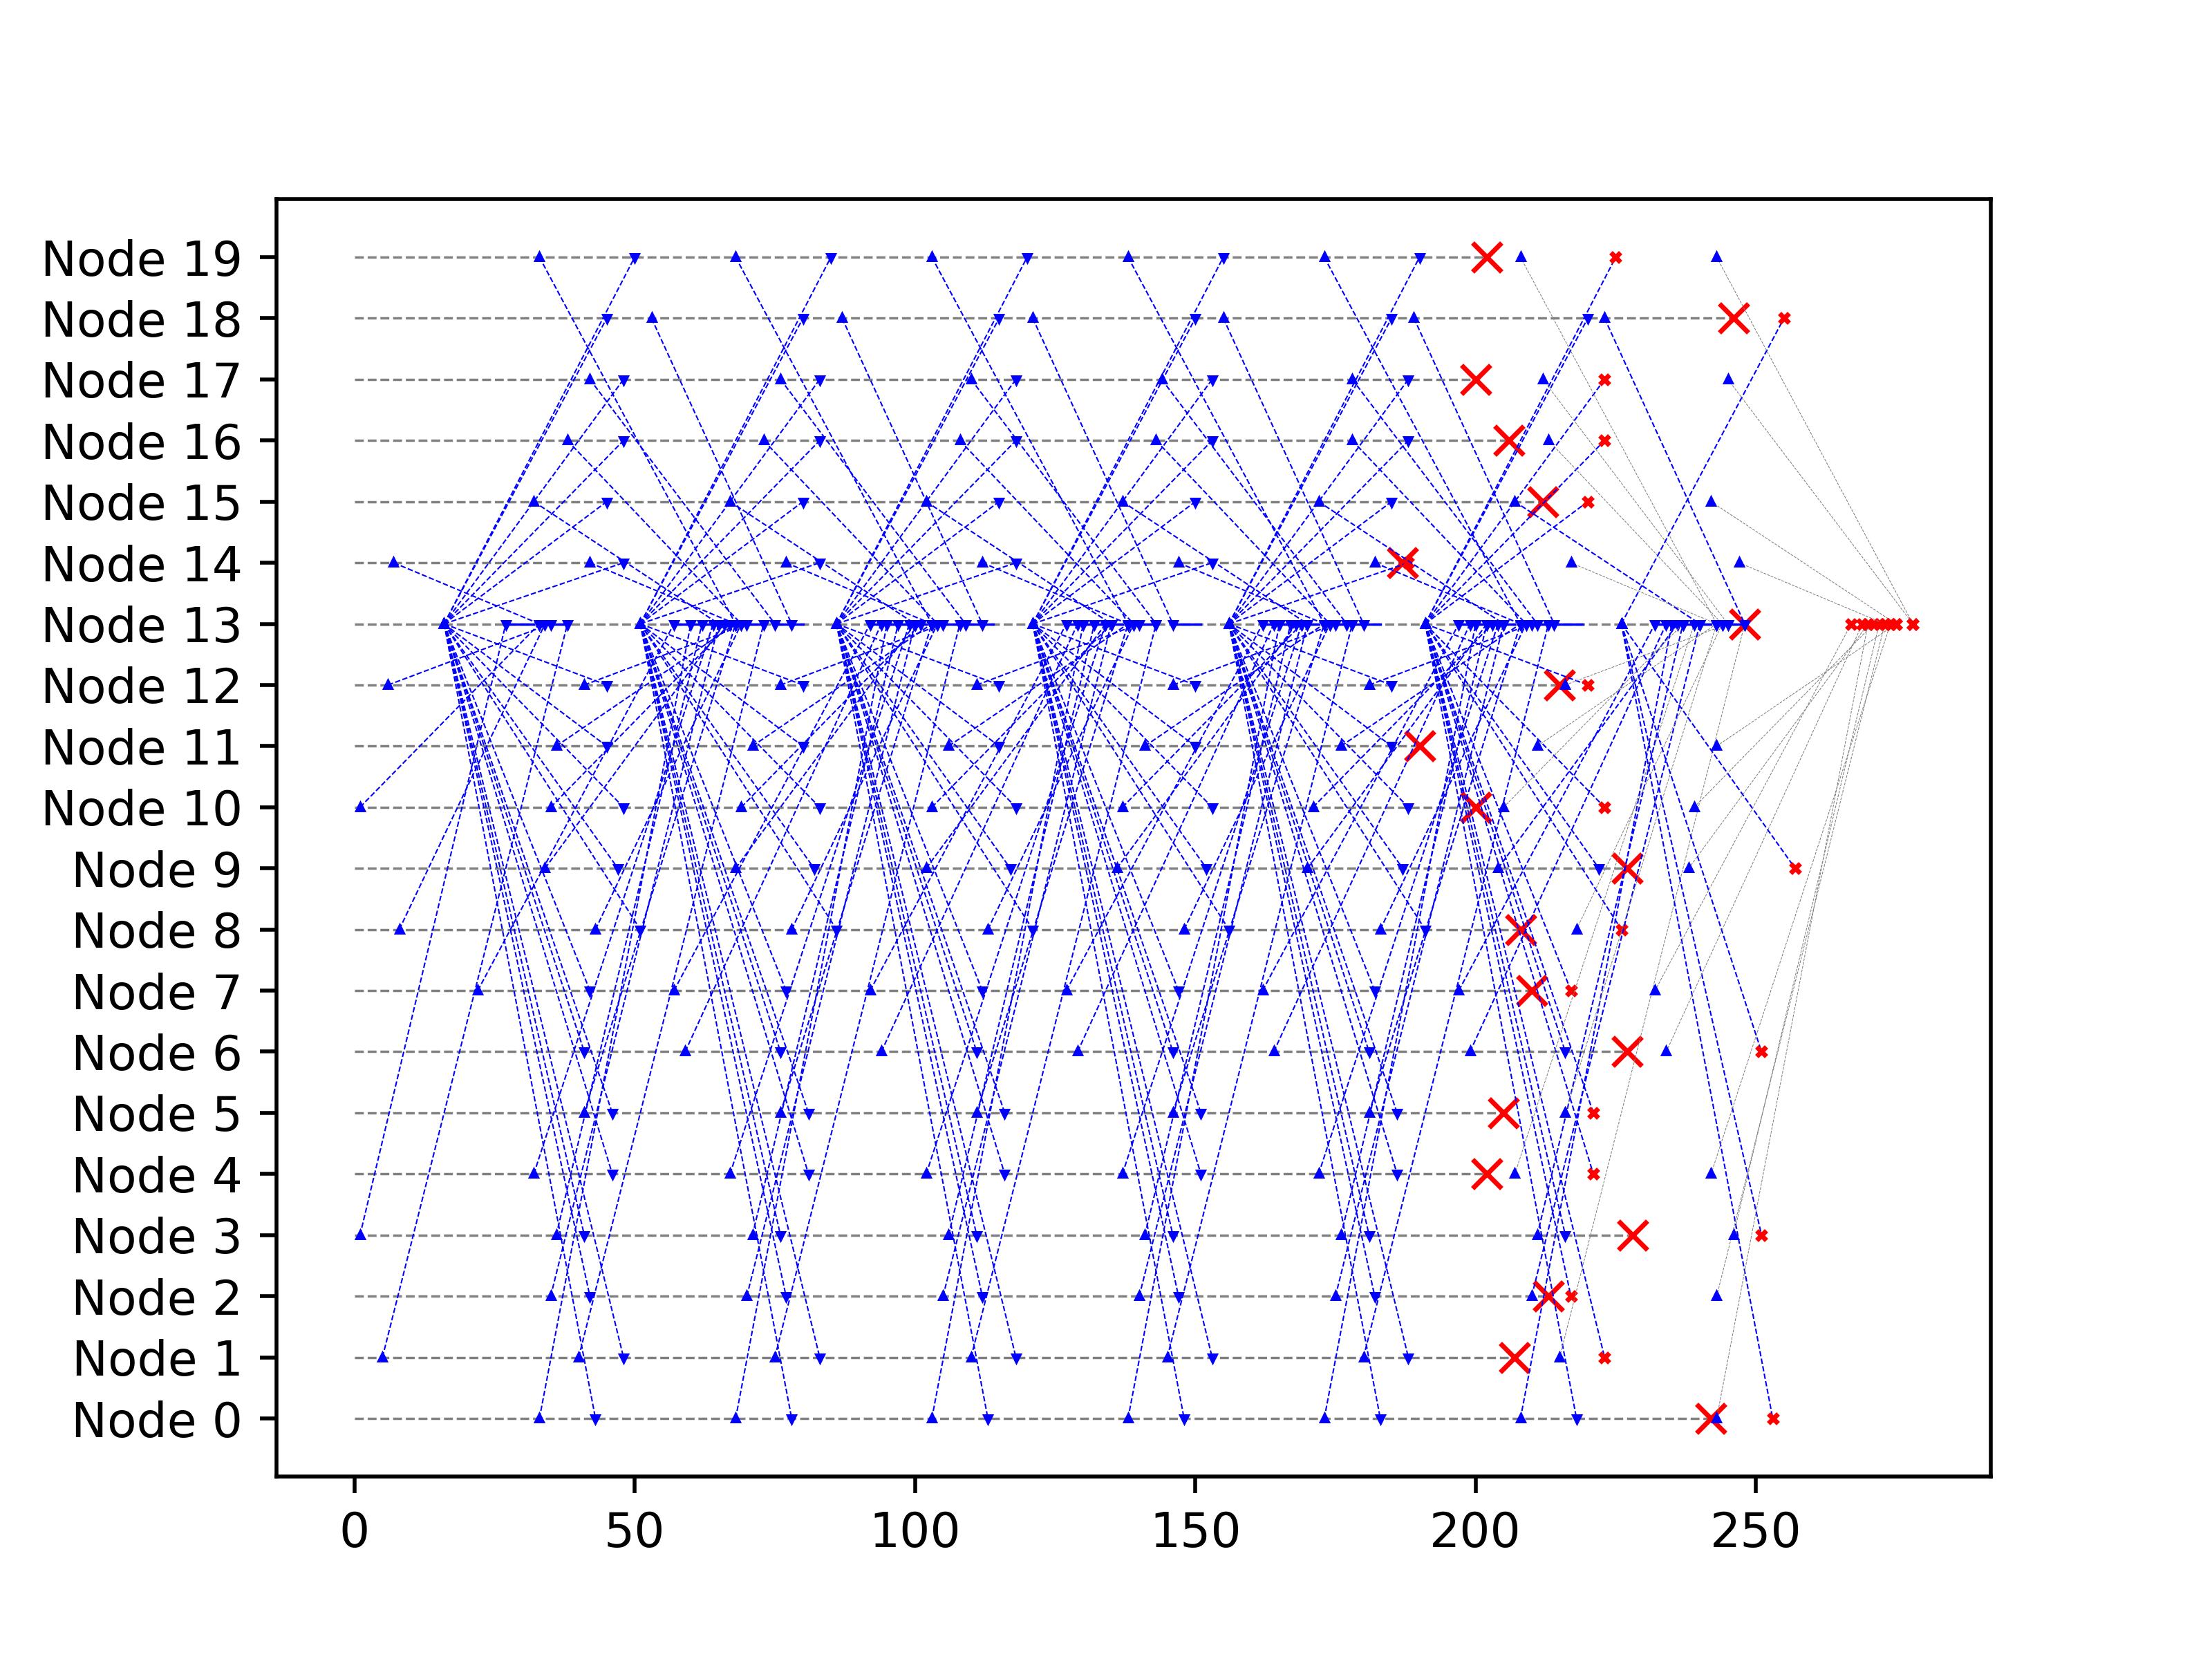 Node 19
Node 18
Node 17
Node 16
Node 15
Node 14
Node 13
Node 12
Node 11
Node 10
Node 9
Node 8
Node 7
Node 6
Node 5
Node 4
Node 3
Node 2
Node 1
Node 0
0 50 100 150 200 250